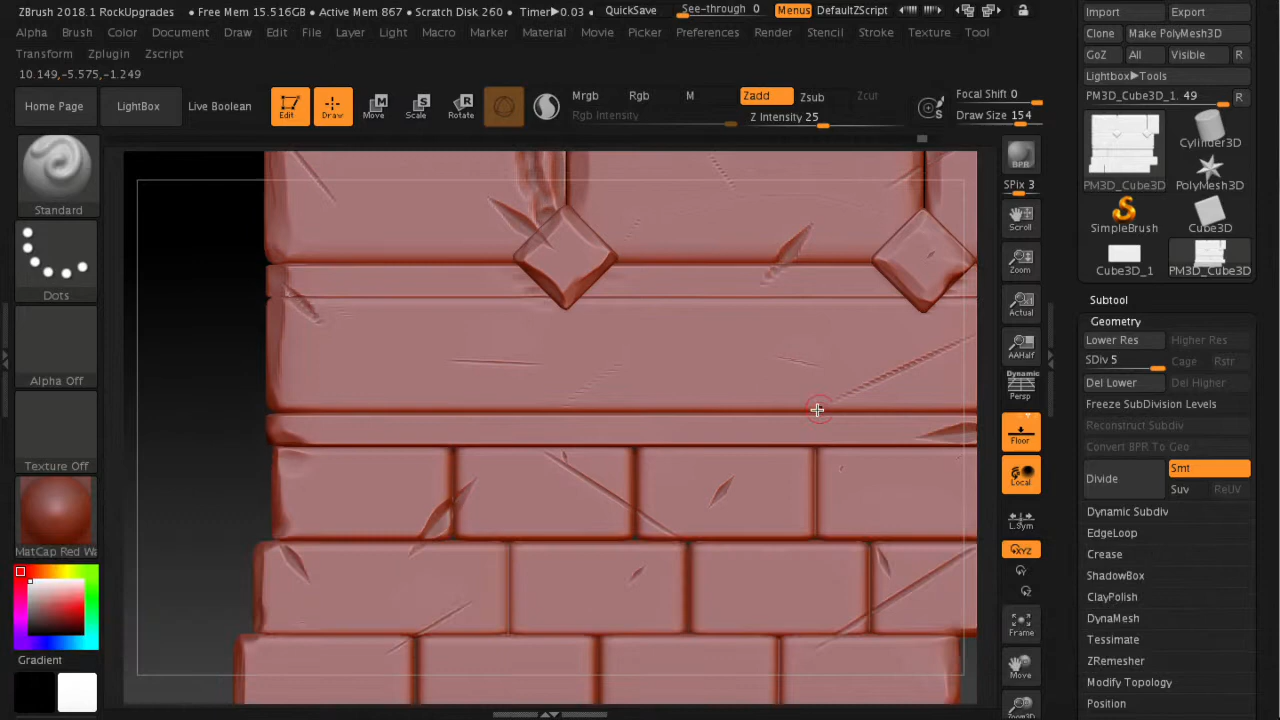 ZBrush 2018.1 RockUpgrades • Free Mem 15.516GB • Active Mem 867 • Scratch Disk 260 • Timer▶0.03 QuickSave See-through 0 Menus DefaultZScript
Alpha Brush Color Document Draw Edit File Layer Light Macro Marker Material Movie Picker Preferences Render Stencil Stroke Texture Tool
Transform Zplugin Zscript
10.149,-5.575,-1.249
Home Page LightBox Live Boolean Edit Draw Move Scale Rotate Mrgb Rgb M Zadd Zsub Zcut Focal Shift 0
Rgb Intensity Z Intensity 25 Draw Size 154
Standard
Dots
Alpha Off
Texture Off
MatCap Red Wa
Gradient
BPR
SPix 3
Scroll
Zoom
Actual
AAHalf
Dynamic
Persp
Floor
Local
L.Sym
XYZ
Y
Z
Frame
Move
Zoom3D
Import Export
Clone Make PolyMesh3D
GoZ All Visible R
Lightbox▶Tools
PM3D_Cube3D_1. 49 R
PM3D_Cube3D Cylinder3D
PolyMesh3D
SimpleBrush Cube3D
Cube3D_1 PM3D_Cube3D
Subtool
Geometry
Lower Res Higher Res
SDiv 5 Cage Rstr
Del Lower Del Higher
Freeze SubDivision Levels
Reconstruct Subdiv
Convert BPR To Geo
Divide Smt
Suv ReUV
Dynamic Subdiv
EdgeLoop
Crease
ShadowBox
ClayPolish
DynaMesh
Tessimate
ZRemesher
Modify Topology
Position